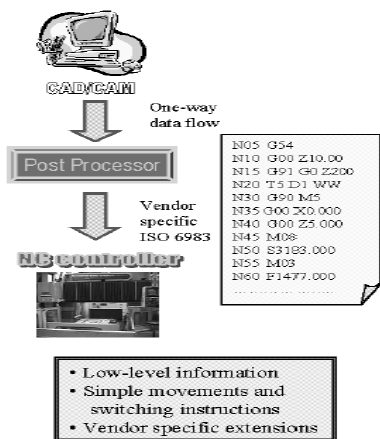 CAD/CAM
One-way
data flow
Post Processor
Vendor
specific
ISO 6983
NC controller
N05 G54
N10 G00 Z10.00
N15 G91 G0 Z200
N20 T5 D1 WW
N30 G90 M5
N35 G00 X0.000
N40 G00 Z5.000
N45 M08
N50 S3183.000
N55 M03
N60 F1477.000
....................
• Low-level information
• Simple movements and
switching instructions
• Vendor specific extensions